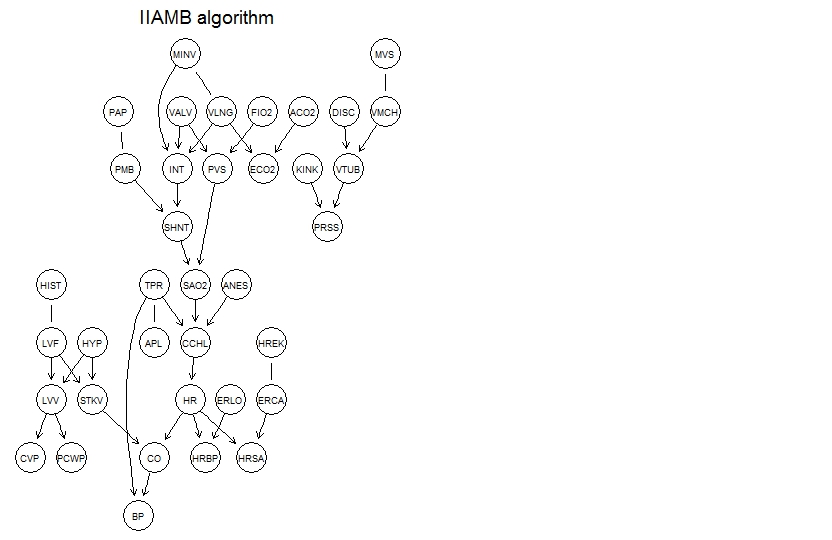 IIAMB algorithm
MINV MVS
PAP VALV VLNG FIO2 ACO2 DISC VMCH
PMB INT PVS ECO2 KINK VTUB
SHNT PRSS
HIST TPR SAO2 ANES
LVF HYP APL CCHL HREK
LVV STKV HR ERLO ERCA
CVP PCWP CO HRBP HRSA
BP